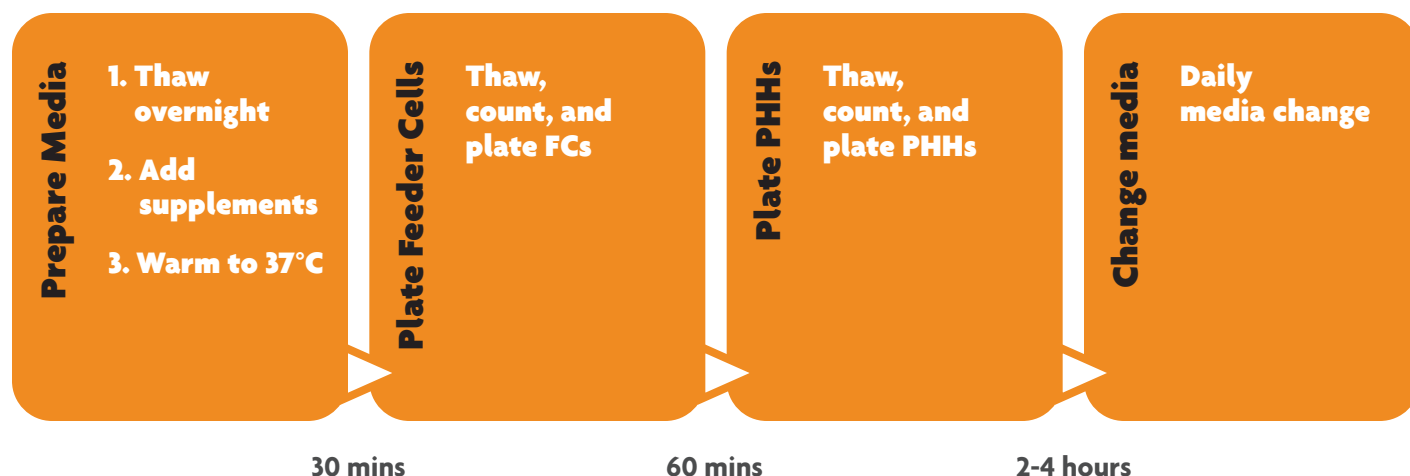 Prepare Media
1. Thaw
overnight
2. Add
supplements
3. Warm to 37°C
Plate Feeder Cells
Thaw,
count, and
plate FCs
Plate PHHs
Thaw,
count, and
plate PHHs
Change media
Daily
media change
30 mins
60 mins
2-4 hours